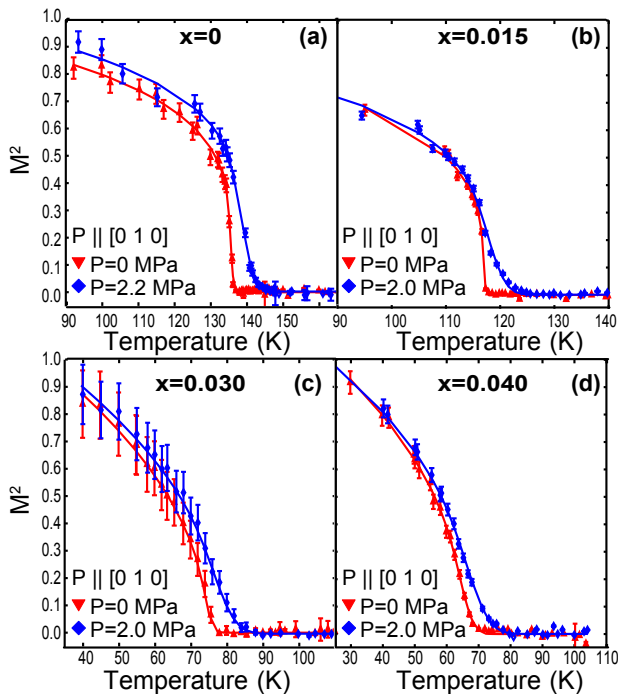 x=0 (a)
1.0
0.9
0.8
0.7
0.6
0.5
0.4
0.3
0.2
0.1
0.0
M²
P || [0 1 0]
P=0 MPa
P=2.2 MPa
90 100 110 120 130 140 150
Temperature (K)
x=0.015 (b)
P || [0 1 0]
P=0 MPa
P=2.0 MPa
90 100 110 120 130 140
Temperature (K)
x=0.030 (c)
1.0
0.9
0.8
0.7
0.6
0.5
0.4
0.3
0.2
0.1
0.0
M²
P || [0 1 0]
P=0 MPa
P=2.0 MPa
40 50 60 70 80 90 100
Temperature (K)
x=0.040 (d)
P || [0 1 0]
P=0 MPa
P=2.0 MPa
30 40 50 60 70 80 90 100 110
Temperature (K)